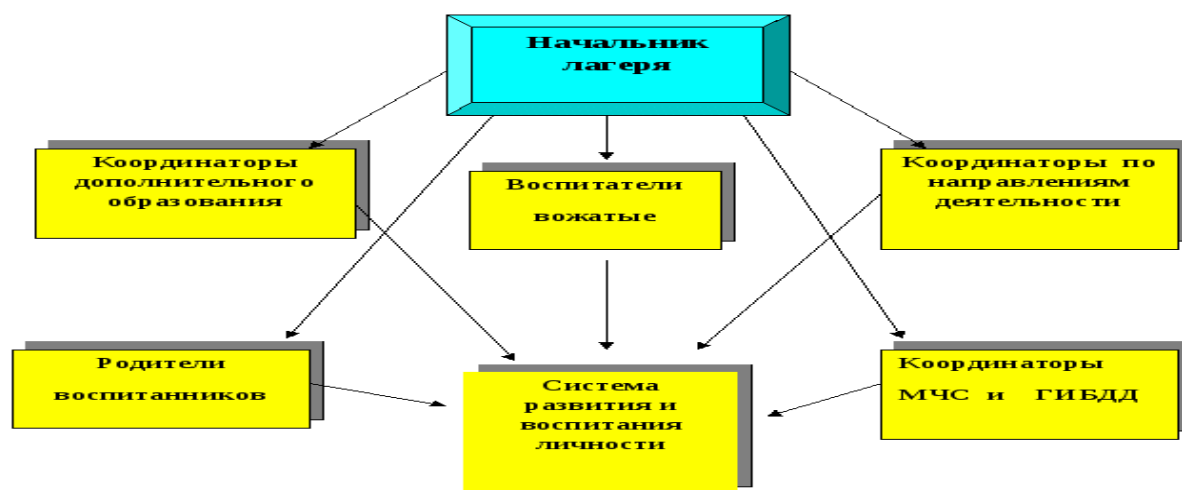 Начальник
лагеря
Координаторы
дополнительного
образования
Воспитатели
вожатые
Координаторы по
направлениям
деятельности
Родители
воспитанников
Система
развития и
воспитания
личности
Координаторы
МЧС и ГИБДД